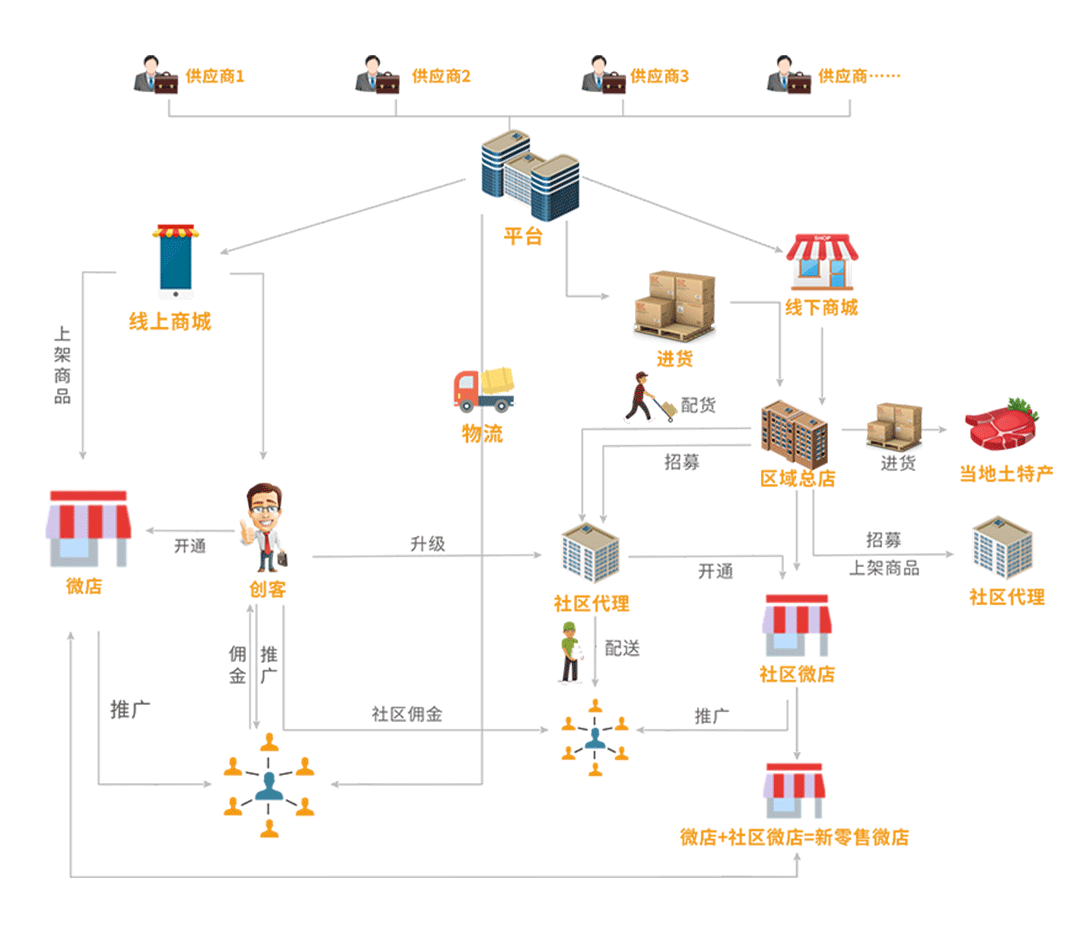 供应商1
供应商2
供应商3
供应商……
平台
SHOP
线上商城
线下商城
上架商品
进货
物流
配货
招募
区域总店
进货
当地土特产
微店
开通
创客
升级
社区代理
开通
招募
上架商品
社区代理
佣金
推广
配送
社区微店
推广
社区佣金
推广
微店+社区微店=新零售微店